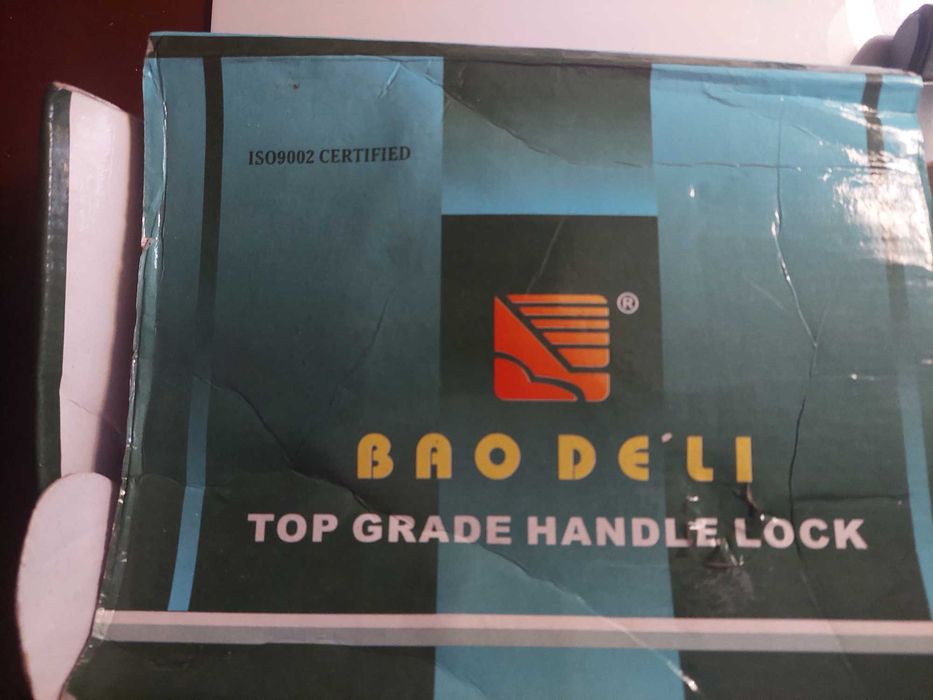 ISO9002 CERTIFIED
®
BAO DE'LI
TOP GRADE HANDLE LOCK